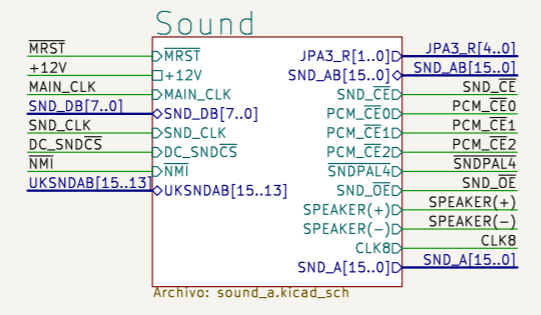 Sound
MRST
+12V
MAIN_CLK
SND_DB[7..0]
SND_CLK
DC_SNDCS
NMI
UKSNDAB[15..13]
MRST
+12V
MAIN_CLK
SND_DB[7..0]
SND_CLK
DC_SNDCS
NMI
UKSNDAB[15..13]
JPA3_R[1..0]
SND_AB[15..0]
SND_CE
PCM_CE0
PCM_CE1
PCM_CE2
SNDPAL4
SND_OE
SPEAKER(+)
SPEAKER(-)
CLK8
SND_A[15..0]
JPA3_R[4..0]
SND_AB[15..0]
SND_CE
PCM_CE0
PCM_CE1
PCM_CE2
SNDPAL4
SND_OE
SPEAKER(+)
SPEAKER(-)
CLK8
SND_A[15..0]
Archivo: sound_a.kicad_sch